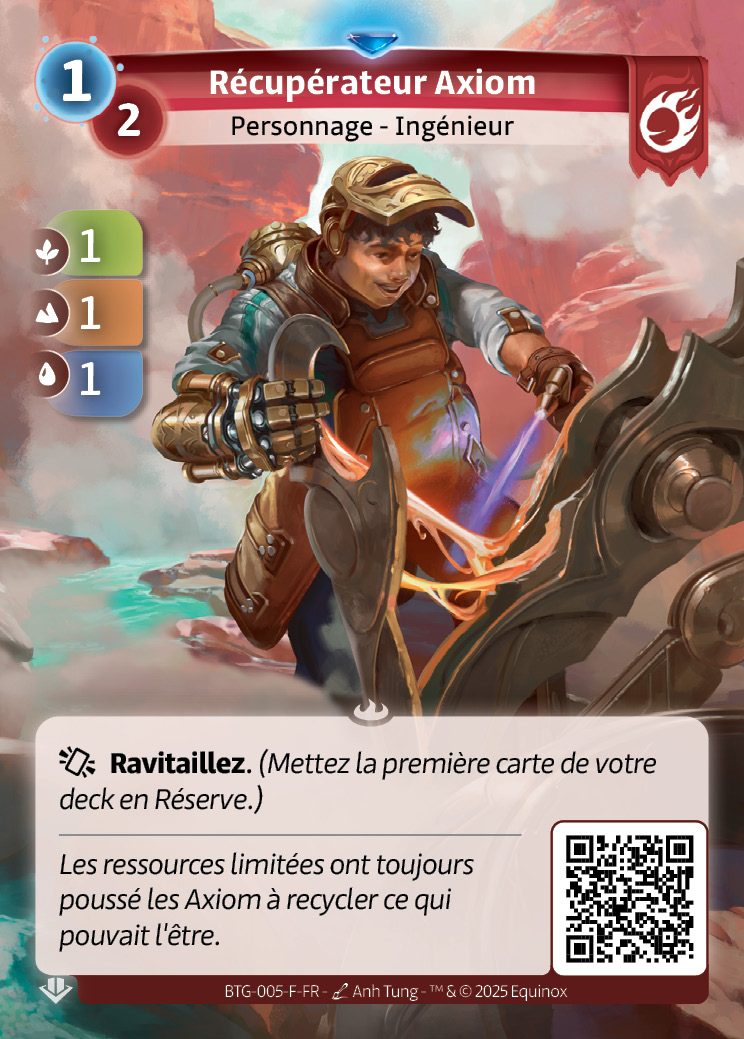 1
2
Récupérateur Axiom
Personnage - Ingénieur
1
1
1
Ravitaillez. (Mettez la première carte de votre
deck en Réserve.)
Les ressources limitées ont toujours
poussé les Axiom à recycler ce qui
pouvait l'être.
BTG-005-F-FR - Anh Tung - ™ & © 2025 Equinox